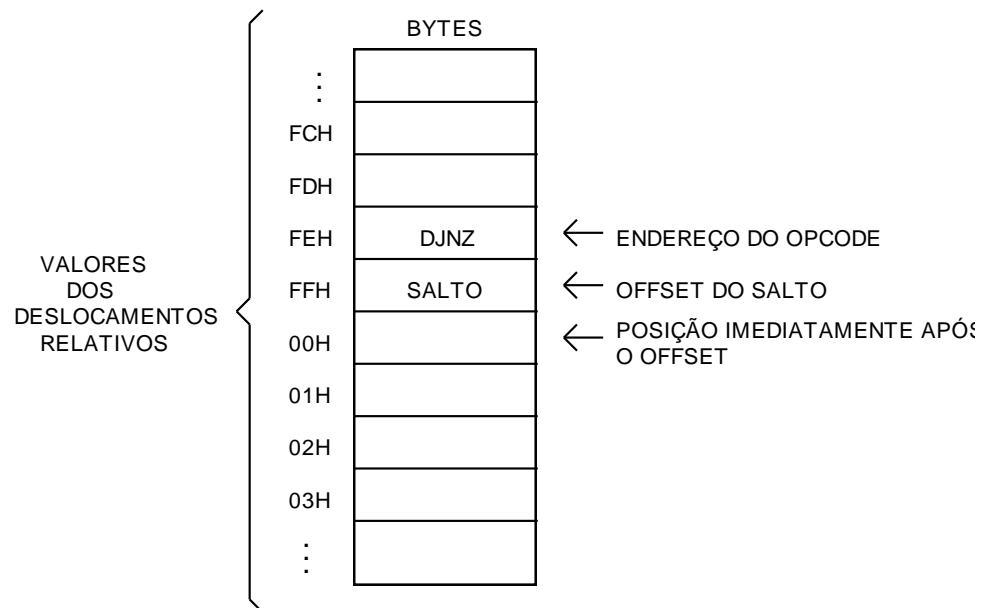 BYTES
FCH
FDH
FEH DJNZ ENDEREÇO DO OPCODE
FFH SALTO OFFSET DO SALTO
00H POSIÇÃO IMEDIATAMENTE APÓS
O OFFSET
01H
02H
03H
VALORES
DOS
DESLOCAMENTOS
RELATIVOS